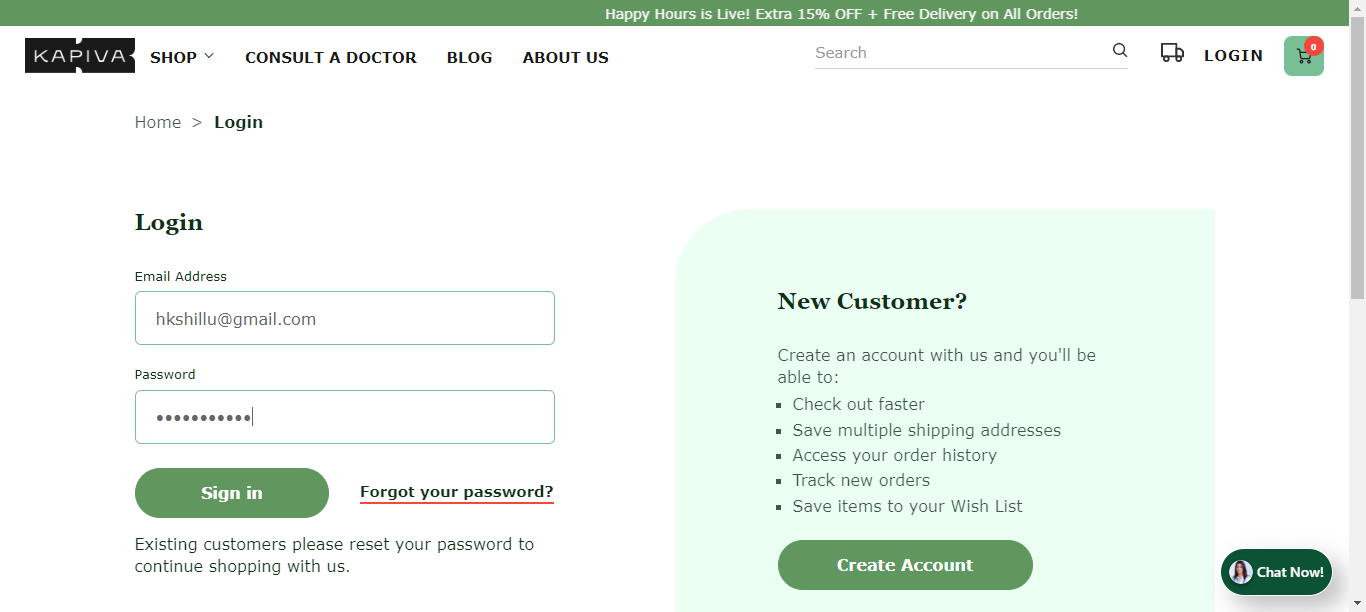 Happy Hours is Live! Extra 15% OFF + Free Delivery on All Orders!
KAPIVA SHOP CONSULT A DOCTOR BLOG ABOUT US Search LOGIN 0
Home > Login
Login
Email Address
hkshillu@gmail.com
Password
•••••••••••
Sign in Forgot your password?
Existing customers please reset your password to
continue shopping with us.
New Customer?
Create an account with us and you'll be
able to:
▪ Check out faster
▪ Save multiple shipping addresses
▪ Access your order history
▪ Track new orders
▪ Save items to your Wish List
Create Account
Chat Now!